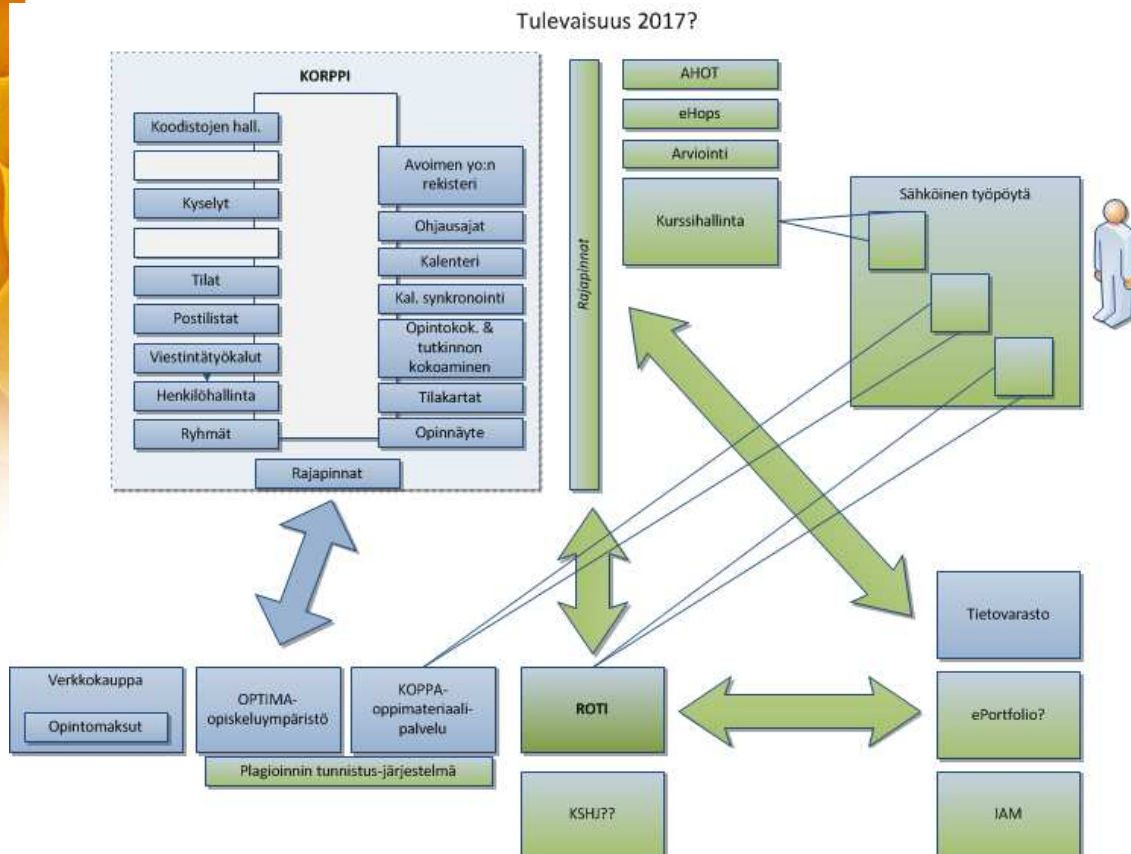 Tulevaisuus 2017?
KORPPI
Koodistojen hall.
Kyselyt
Tilat
Postilistat
Viestintätyökalut
Henkilöhallinta
Ryhmät
Avoimen yo:n
rekisteri
Ohjausajat
Kalenteri
Kal. synkronointi
Opintokok. &
tutkinnon
kokoaminen
Tilakartat
Opinnäyte
Rajapinnat
Rajapinnat
AHOT
eHops
Arviointi
Kurssihallinta
Sähköinen työpöytä
Verkkokauppa
Opintomaksut
OPTIMA-
opiskeluympäristö
KOPPA-
oppimateriaali-
palvelu
Plagioinnin tunnistus-järjestelmä
ROTI
KSHJ??
Tietovarasto
ePortfolio?
IAM